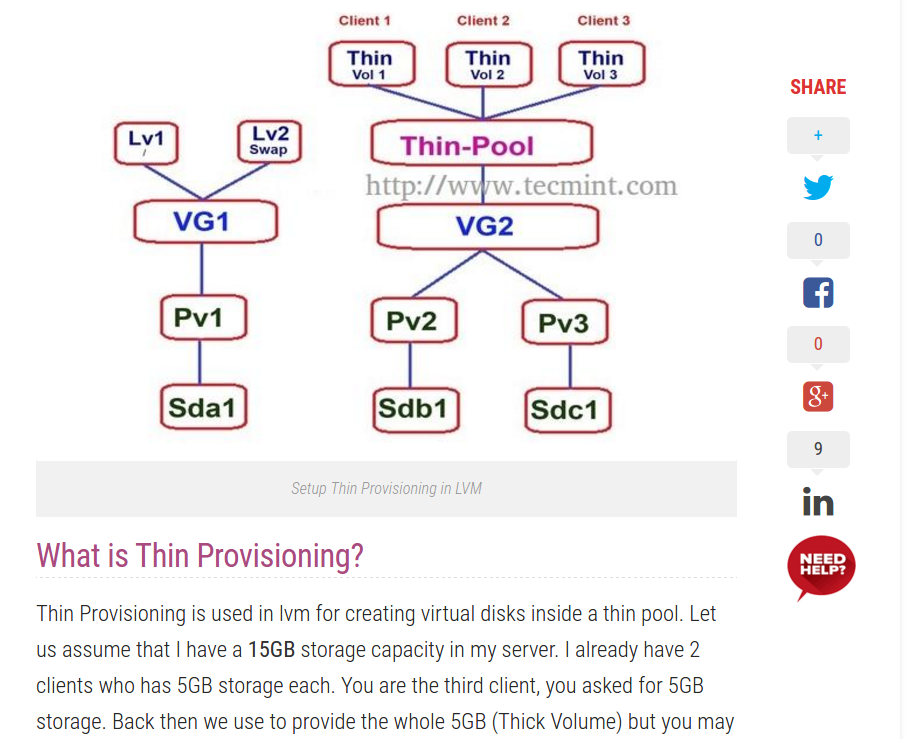 Client 1
Client 2
Client 3
Thin
Vol 1
Thin
Vol 2
Thin
Vol 3
Lv1
/
Lv2
Swap
Thin-Pool
http://www.tecmint.com
VG1
VG2
Pv1
Pv2
Pv3
Sda1
Sdb1
Sdc1
Setup Thin Provisioning in LVM
What is Thin Provisioning?
Thin Provisioning is used in lvm for creating virtual disks inside a thin pool. Let
us assume that I have a 15GB storage capacity in my server. I already have 2
clients who has 5GB storage each. You are the third client, you asked for 5GB
storage. Back then we use to provide the whole 5GB (Thick Volume) but you may
SHARE
+
0
f
0
g+
9
in
NEED
HELP?